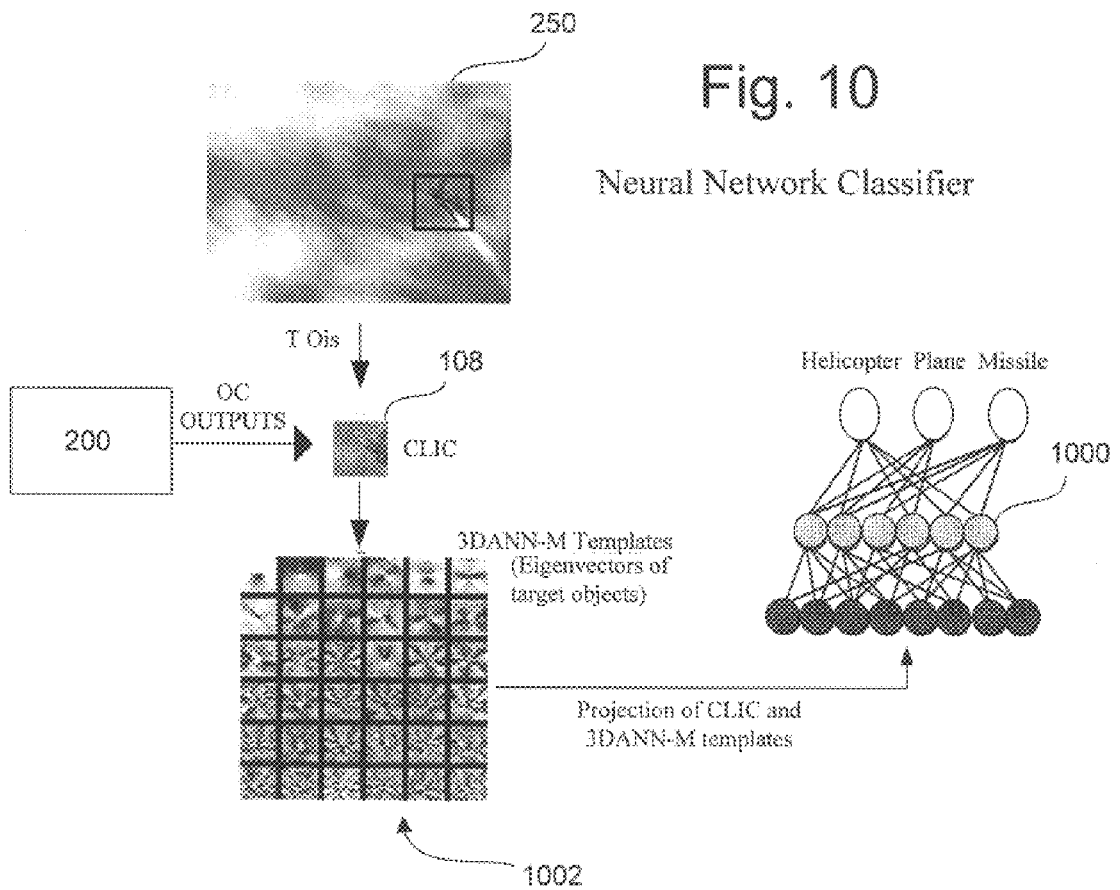 250
Fig. 10
Neural Network Classifier
T Ois
108
OC
OUTPUTS
200
CLIC
Helicopter Plane Missile
1000
3DANN-M Templates
(Eigenvectors of
target objects)
Projection of CLIC and
3DANN-M templates
1002